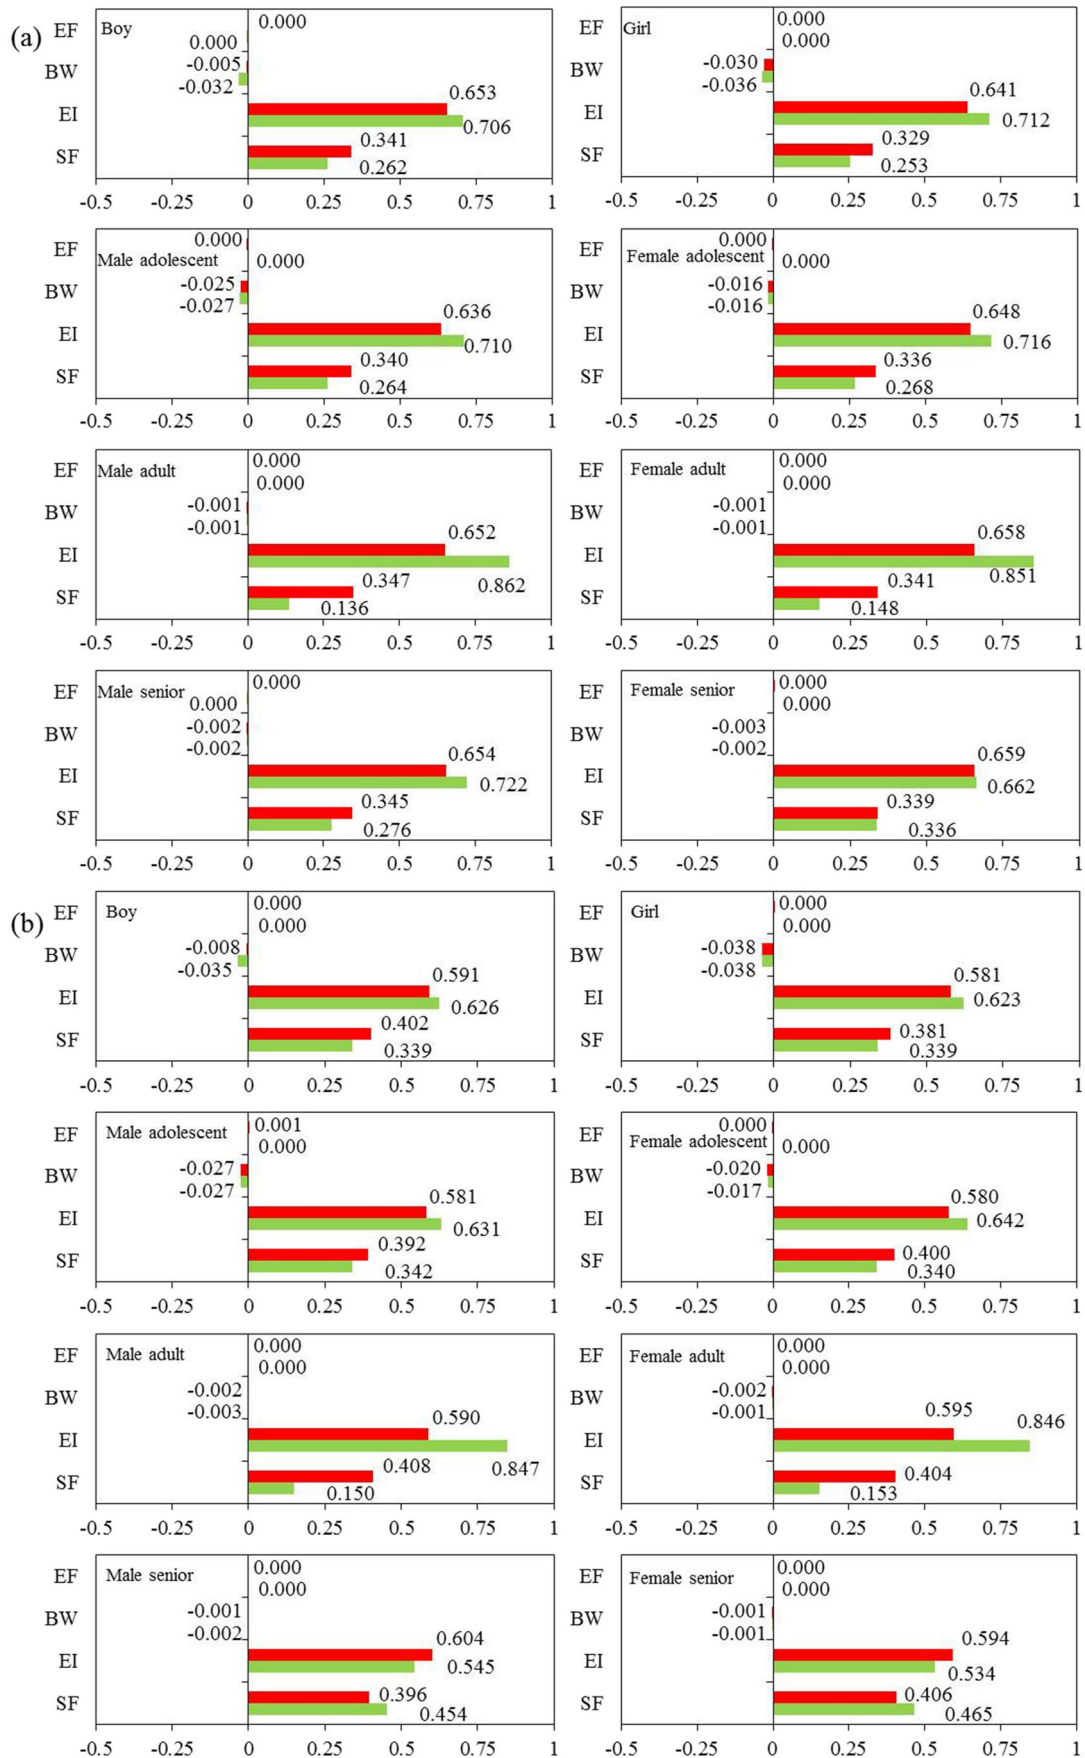 (a)
EF Boy 0.000
0.000
BW -0.005
-0.032
EI 0.653
0.706
SF 0.341
0.262
-0.5 -0.25 0 0.25 0.50 0.75 1
EF Girl 0.000
0.000
BW -0.030
-0.036
EI 0.641
0.712
SF 0.329
0.253
-0.5 -0.25 0 0.25 0.50 0.75 1
EF 0.000
Male adolescent 0.000
BW -0.025
-0.027
EI 0.636
0.710
SF 0.340
0.264
-0.5 -0.25 0 0.25 0.5 0.75 1
EF 0.000
Female adolescent 0.000
BW -0.016
-0.016
EI 0.648
0.716
SF 0.336
0.268
-0.5 -0.25 0 0.25 0.5 0.75 1
EF Male adult 0.000
0.000
BW -0.001
-0.001
EI 0.652
0.862
SF 0.347
0.136
-0.5 -0.25 0 0.25 0.5 0.75 1
EF Female adult 0.000
0.000
BW -0.001
-0.001
EI 0.658
0.851
SF 0.341
0.148
-0.5 -0.25 0 0.25 0.5 0.75 1
EF Male senior 0.000
0.000
BW -0.002
-0.002
EI 0.654
0.722
SF 0.345
0.276
-0.5 -0.25 0 0.25 0.5 0.75 1
EF Female senior 0.000
0.000
BW -0.003
-0.002
EI 0.659
0.662
SF 0.339
0.336
-0.5 -0.25 0 0.25 0.5 0.75 1
(b)
EF Boy 0.000
0.000
BW -0.008
-0.035
EI 0.591
0.626
SF 0.402
0.339
-0.5 -0.25 0 0.25 0.5 0.75 1
EF Girl 0.000
0.000
BW -0.038
-0.038
EI 0.581
0.623
SF 0.381
0.339
-0.5 -0.25 0 0.25 0.5 0.75 1
EF Male adolescent 0.001
0.000
BW -0.027
-0.027
EI 0.581
0.631
SF 0.392
0.342
-0.5 -0.25 0 0.25 0.5 0.75 1
EF 0.000
Female adolescent 0.000
BW -0.020
-0.017
EI 0.580
0.642
SF 0.400
0.340
-0.5 -0.25 0 0.25 0.5 0.75 1
EF Male adult 0.000
0.000
BW -0.002
-0.003
EI 0.590
0.847
SF 0.408
0.150
-0.5 -0.25 0 0.25 0.5 0.75 1
EF Female adult 0.000
0.000
BW -0.002
-0.001
EI 0.595
0.846
SF 0.404
0.153
-0.5 -0.25 0 0.25 0.5 0.75 1
EF Male senior 0.000
0.000
BW -0.001
-0.002
EI 0.604
0.545
SF 0.396
0.454
-0.5 -0.25 0 0.25 0.5 0.75 1
EF Female senior 0.000
0.000
BW -0.001
-0.001
EI 0.594
0.534
SF 0.406
0.465
-0.5 -0.25 0 0.25 0.5 0.75 1